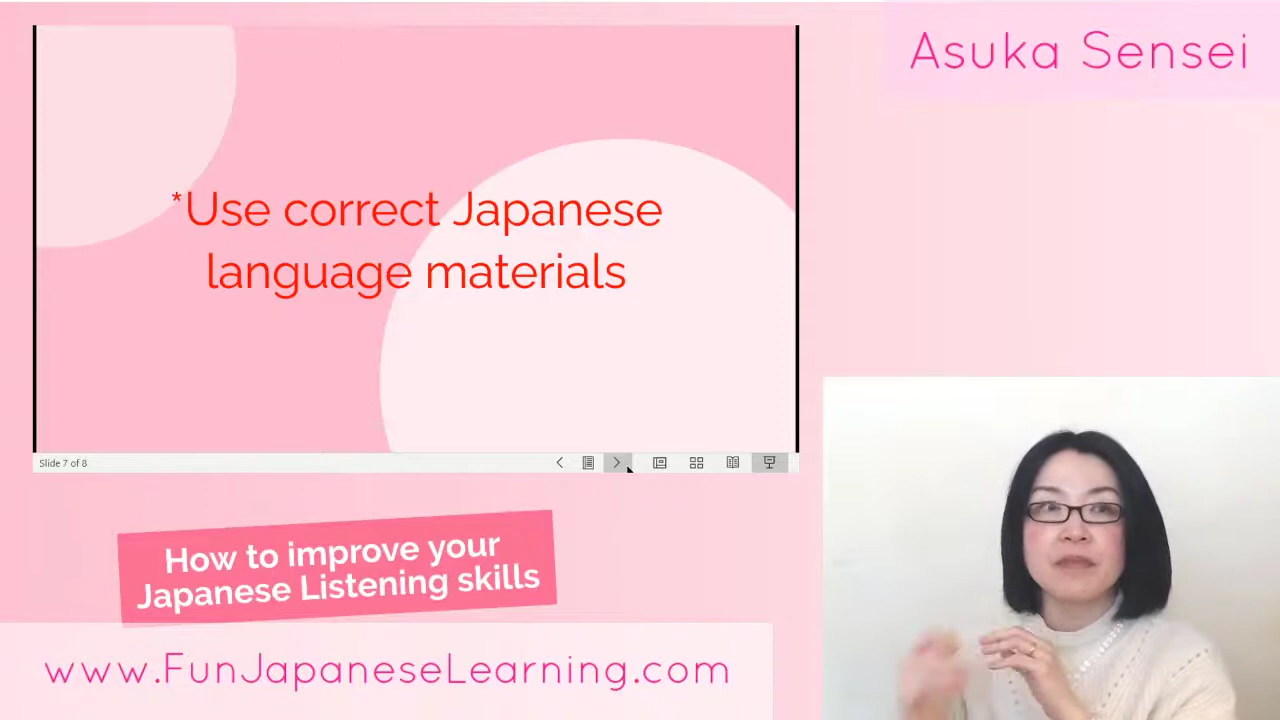 Asuka Sensei
*Use correct Japanese
language materials
Slide 7 of 8
How to improve your
Japanese Listening skills
www.FunJapaneseLearning.com